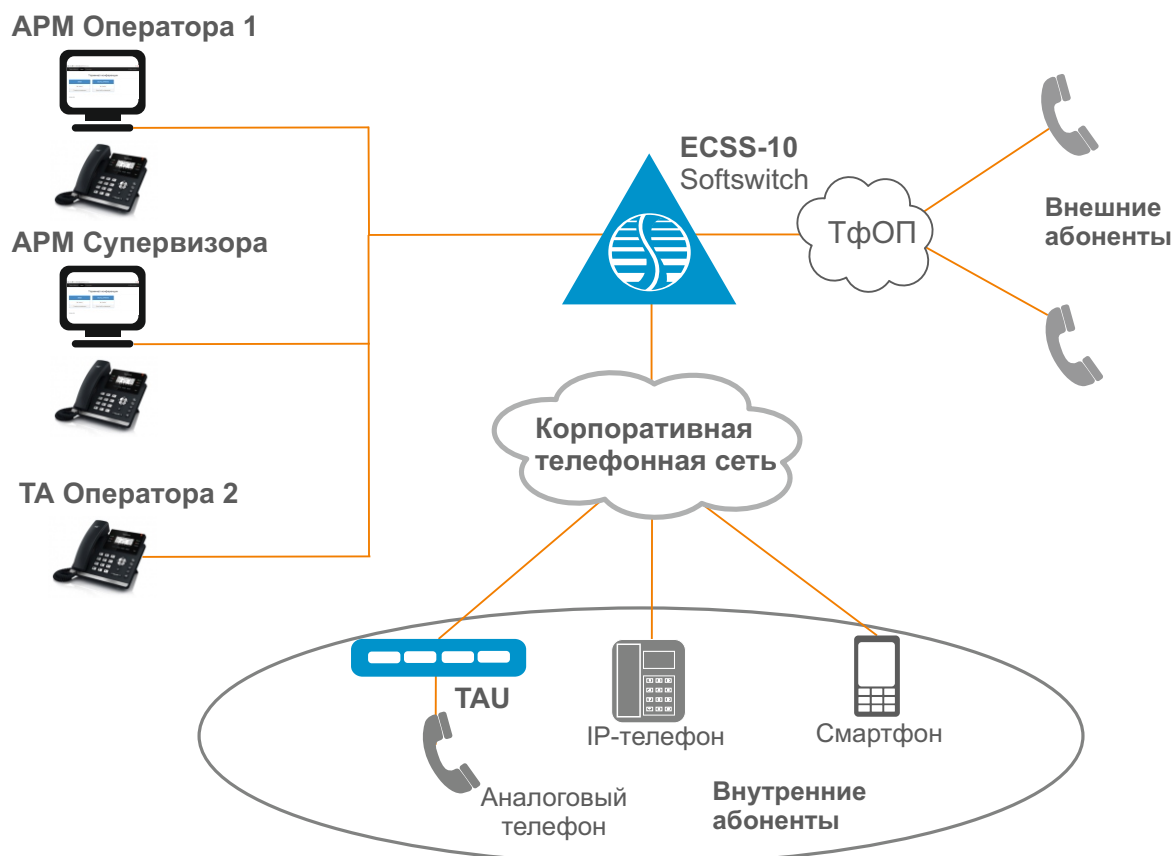 АРМ Оператора 1
ECSS-10
Softswitch
ТфОП
Внешние
абоненты
АРМ Супервизора
Корпоративная
телефонная сеть
ТА Оператора 2
TAU
IP-телефон
Смартфон
Аналоговый
телефон
Внутренние
абоненты